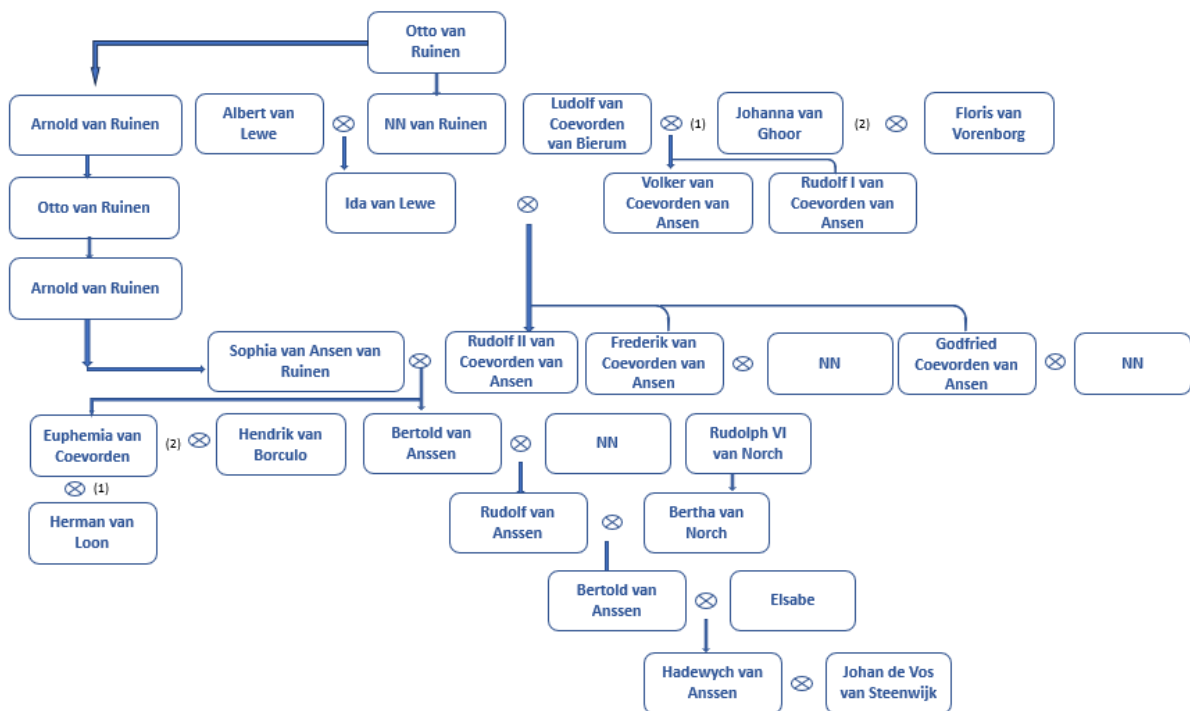 Otto van
Ruinen
Arnold van Ruinen
Albert van
Lewe
NN van Ruinen
Ludolf van
Coevorden
van Bierum
(1)
Johanna van
Ghoor
(2)
Floris van
Vorenborg
Otto van Ruinen
Ida van Lewe
Volker van
Coevorden van
Ansen
Rudolf I van
Coevorden van
Ansen
Arnold van Ruinen
Sophia van Ansen van
Ruinen
Rudolf II van
Coevorden van
Ansen
Frederik van
Coevorden van
Ansen
NN
Godfried
Coevorden van
Ansen
NN
Euphemia van
Coevorden
(2)
Hendrik van
Borculo
Bertold van
Anssen
NN
Rudolph VI
van Norch
(1)
Herman van
Loon
Rudolf van
Anssen
Bertha van
Norch
Bertold van
Anssen
Elsabe
Hadewych van
Anssen
Johan de Vos
van Steenwijk